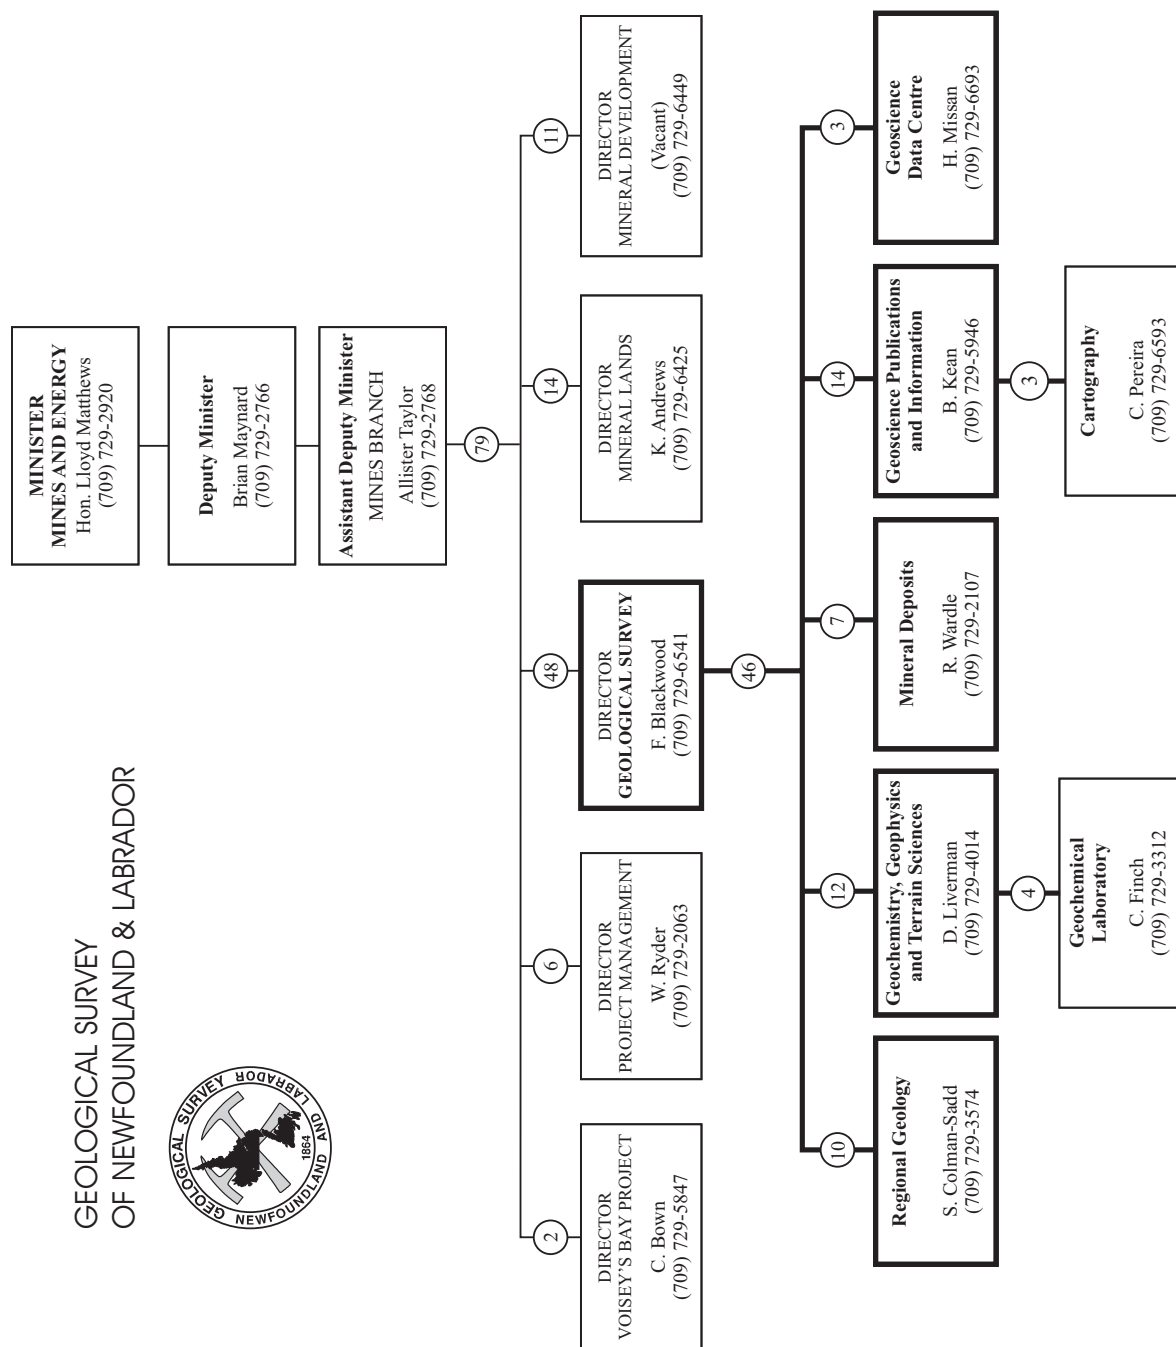 GEOLOGICAL SURVEY
OF NEWFOUNDLAND & LABRADOR
GEOLOGICAL SURVEY
NEWFOUNDLAND AND LABRADOR
1864
MINISTER
MINES AND ENERGY
Hon. Lloyd Matthews
(709) 729-2920
Deputy Minister
Brian Maynard
(709) 729-2766
Assistant Deputy Minister
MINES BRANCH
Allister Taylor
(709) 729-2768
79
2
DIRECTOR
VOISEY'S BAY PROJECT
C. Bown
(709) 729-5847
6
DIRECTOR
PROJECT MANAGEMENT
W. Ryder
(709) 729-2063
48
DIRECTOR
GEOLOGICAL SURVEY
F. Blackwood
(709) 729-6541
14
DIRECTOR
MINERAL LANDS
K. Andrews
(709) 729-6425
11
DIRECTOR
MINERAL DEVELOPMENT
(Vacant)
(709) 729-6449
46
10
Regional Geology
S. Colman-Sadd
(709) 729-3574
12
Geochemistry, Geophysics
and Terrain Sciences
D. Liverman
(709) 729-4014
7
Mineral Deposits
R. Wardle
(709) 729-2107
14
Geoscience Publications
and Information
B. Kean
(709) 729-5946
3
Geoscience
Data Centre
H. Missan
(709) 729-6693
4
Geochemical
Laboratory
C. Finch
(709) 729-3312
3
Cartography
C. Pereira
(709) 729-6593